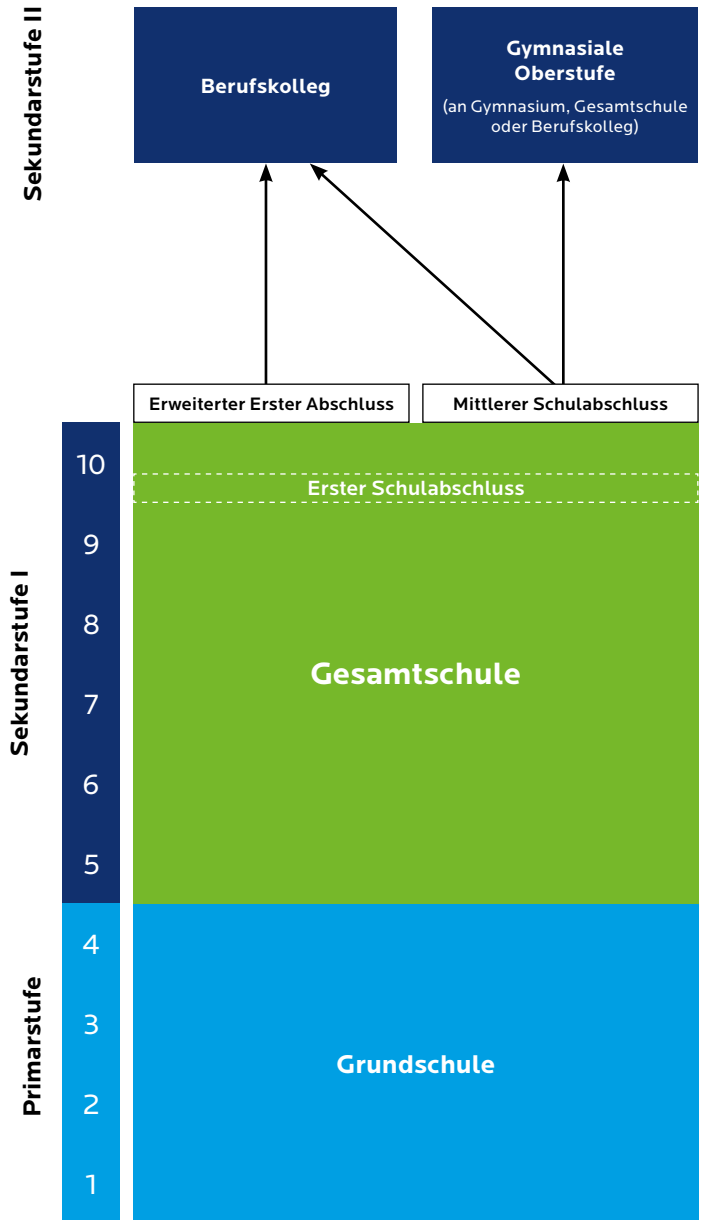 Sekundarstufe II
Berufskolleg
Gymnasiale
Oberstufe
(an Gymnasium, Gesamtschule
oder Berufskolleg)
Erweiterter Erster Abschluss
Mittlerer Schulabschluss
Sekundarstufe I
10
Erster Schulabschluss
9
8
Gesamtschule
7
6
5
Primarstufe
4
3
Grundschule
2
1